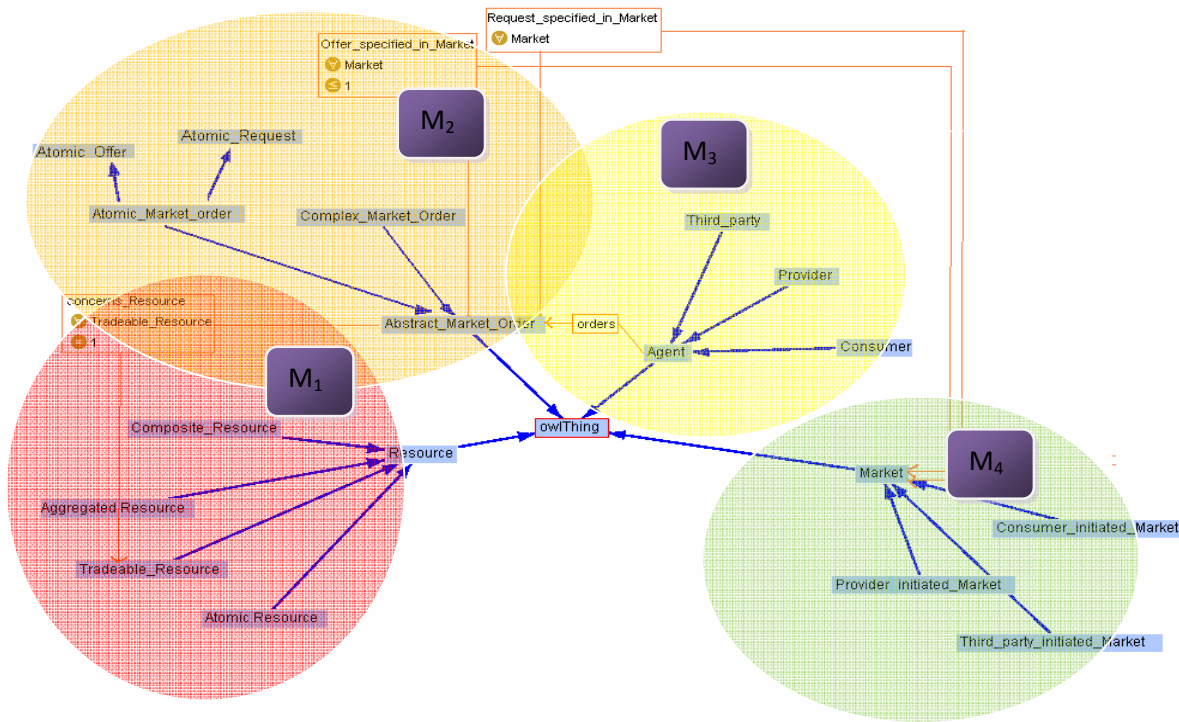 Request_specified_in_Market
∀ Market
Offer_specified_in_Market
∀ Market
≤ 1
M2
Atomic_Request
Atomic_Offer
M3
Atomic_Market_order
Complex_Market_Order
Third_party
Provider
concerns_Resource
∀ Tradeable_Resource
= 1
Abstract_Market_Order
orders
Agent
Consumer
M1
Composite_Resource
owlThing
Resource
M4
Market
Aggregated Resource
Consumer_initiated_Market
Tradeable_Resource
Provider_initiated_Market
Atomic Resource
Third_party_initiated_Market